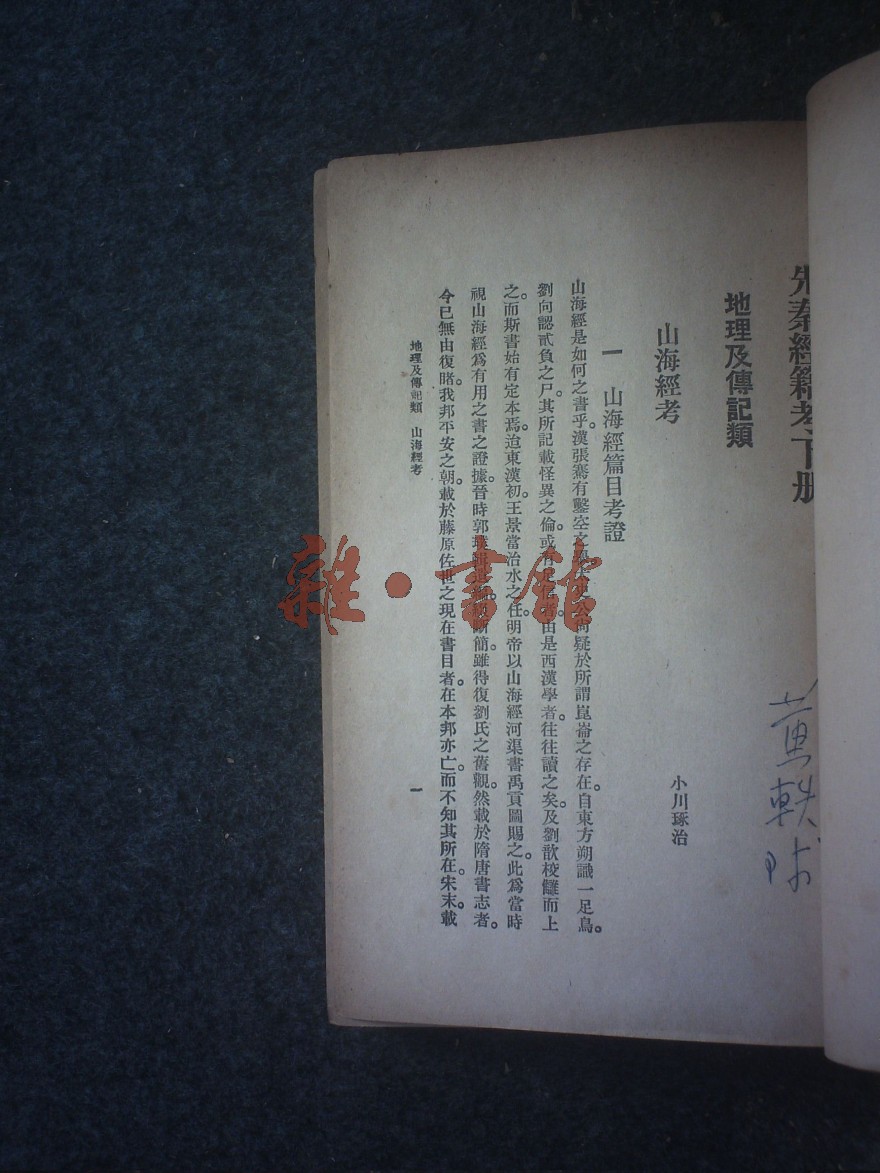 先秦經籍考下册
地理及傳記類
山海經考
小川琢治
一 山海經篇目考證
山海經是如何之書乎。漢張騫有鑿空之 史公尚疑於所謂崑崙之存在。自東方朔識一足鳥。
劉向認貳負之尸。其所記載怪異之倫。或有 者。由是西漢學者。往往讀之矣。及劉歆校讎而上
之。而斯書始有定本焉。迨東漢初。王景當治水之任。明帝以山海經河渠書禹貢圖賜之。此爲當時
視山海經爲有用之書之證據。晉時郭璞 斷簡。雖得復劉氏之舊觀。然載於隋唐書志者。
今已無由復睹。我邦平安之朝。載於藤原佐世之現在書目者。在本邦亦亡。而不知其所在。宋末。載
地理及傳記類 山海經考
一
雜·書館